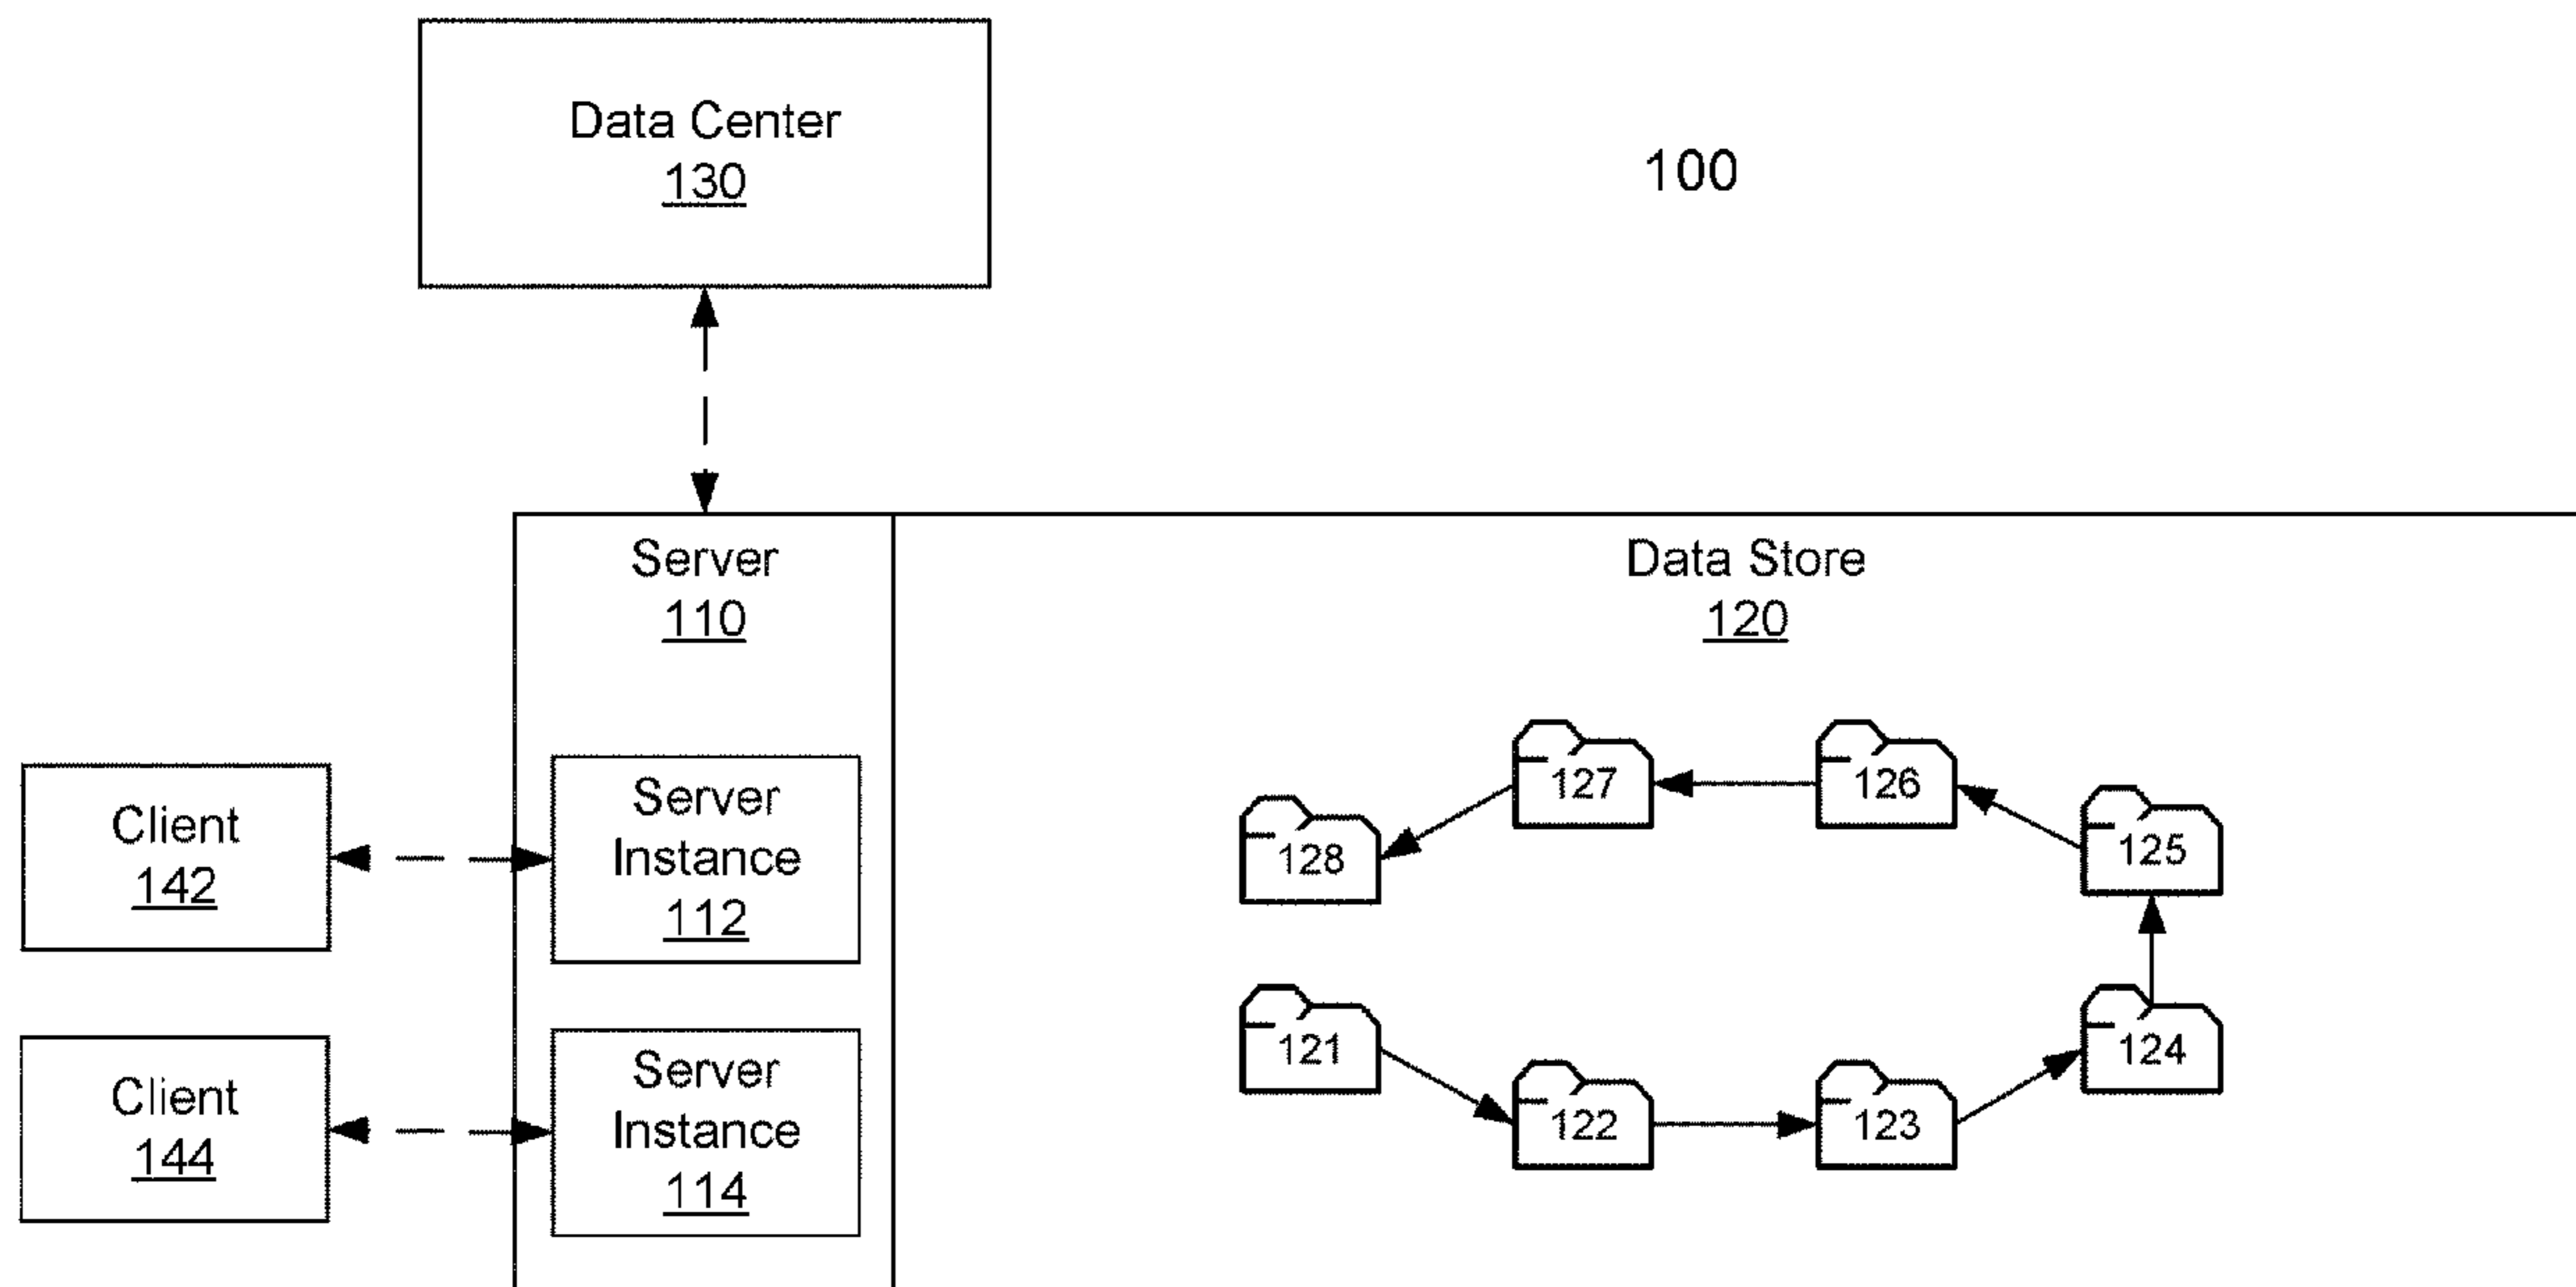 Data Center
130
100
Server
110
Data Store
120
Client
142
Server
Instance
112
Client
144
Server
Instance
114
127
126
128
125
121
124
122
123